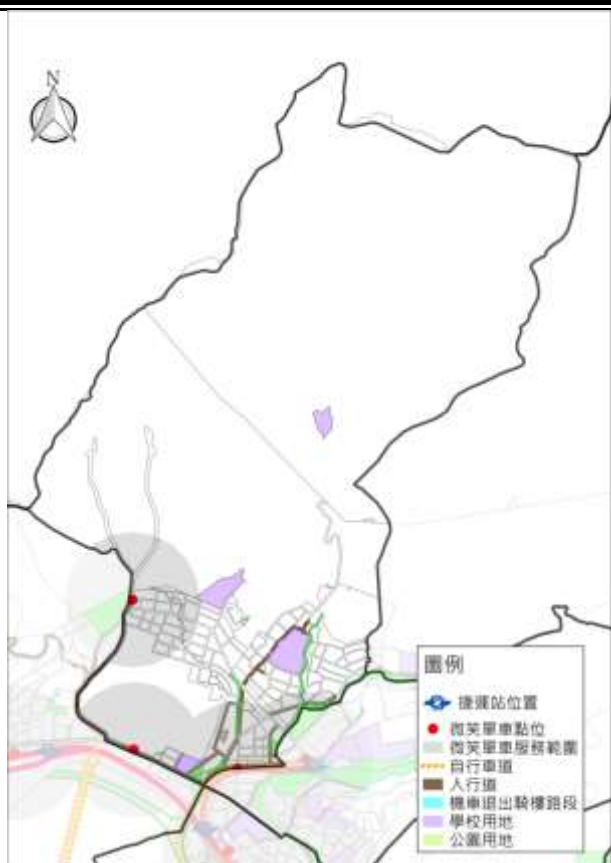 N
圖例
捷運站位置
微笑單車點位
微笑單車服務範圍
自行車道
人行道
機車退出騎樓路段
學校用地
公園用地